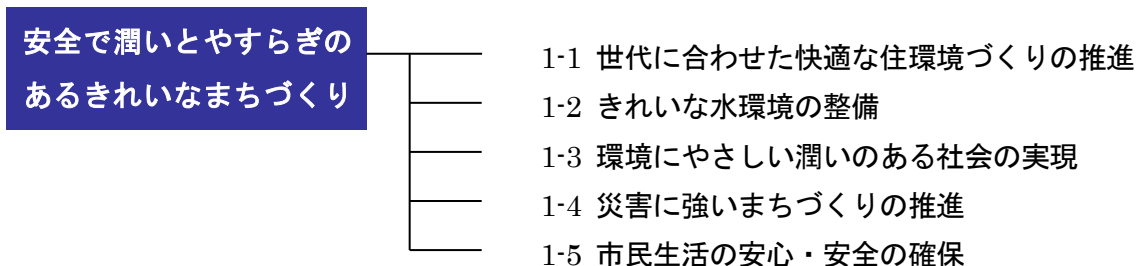 安全で潤いとやすらぎの
あるきれいなまちづくり
1-1 世代に合わせた快適な住環境づくりの推進
1-2 きれいな水環境の整備
1-3 環境にやさしい潤いのある社会の実現
1-4 災害に強いまちづくりの推進
1-5 市民生活の安心・安全の確保